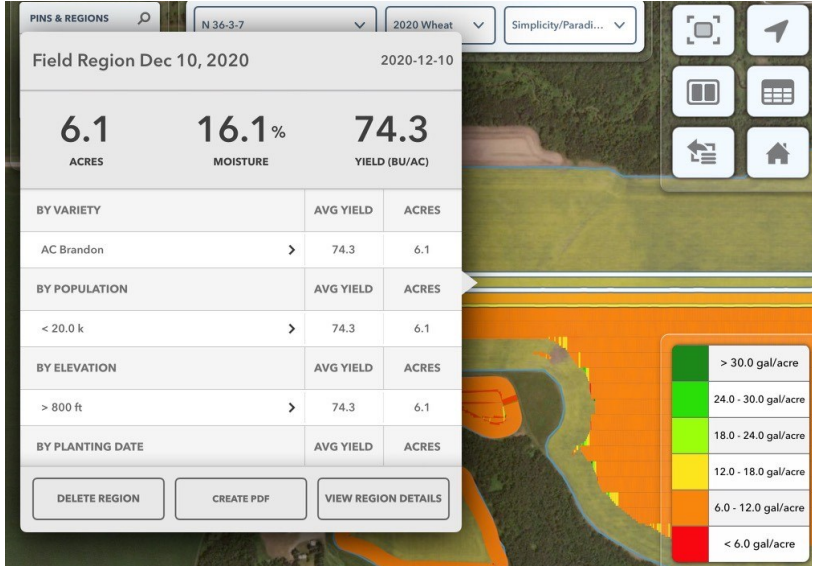 PINS & REGIONS
N 36-3-7
2020 Wheat
Simplicity/Paradi...
Field Region Dec 10, 2020
2020-12-10
6.1
16.1%
74.3
ACRES
MOISTURE
YIELD (BU/AC)
BY VARIETY AVG YIELD ACRES
AC Brandon 74.3 6.1
BY POPULATION AVG YIELD ACRES
< 20.0 k 74.3 6.1
BY ELEVATION AVG YIELD ACRES
> 800 ft 74.3 6.1
BY PLANTING DATE AVG YIELD ACRES
DELETE REGION
CREATE PDF
VIEW REGION DETAILS
> 30.0 gal/acre
24.0 - 30.0 gal/acre
18.0 - 24.0 gal/acre
12.0 - 18.0 gal/acre
6.0 - 12.0 gal/acre
< 6.0 gal/acre